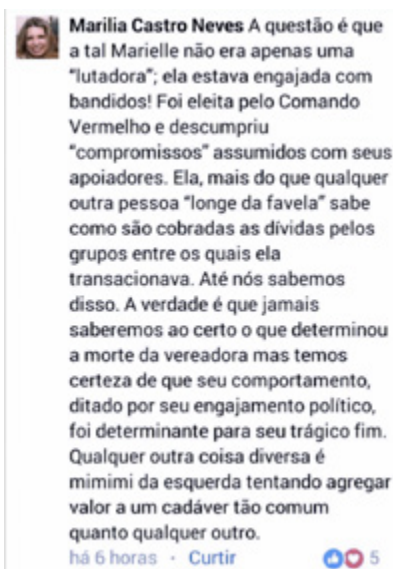 Marilia Castro Neves A questão é que
a tal Marielle não era apenas uma
“lutadora”; ela estava engajada com
bandidos! Foi eleita pelo Comando
Vermelho e descumpriu
“compromissos” assumidos com seus
apoiadores. Ela, mais do que qualquer
outra pessoa “longe da favela” sabe
como são cobradas as dívidas pelos
grupos entre os quais ela
transacionava. Até nós sabemos
disso. A verdade é que jamais
saberemos ao certo o que determinou
a morte da vereadora mas temos
certeza de que seu comportamento,
ditado por seu engajamento político,
foi determinante para seu trágico fim.
Qualquer outra coisa diversa é
mimimi da esquerda tentando agregar
valor a um cadáver tão comum
quanto qualquer outro.
há 6 horas · Curtir 5